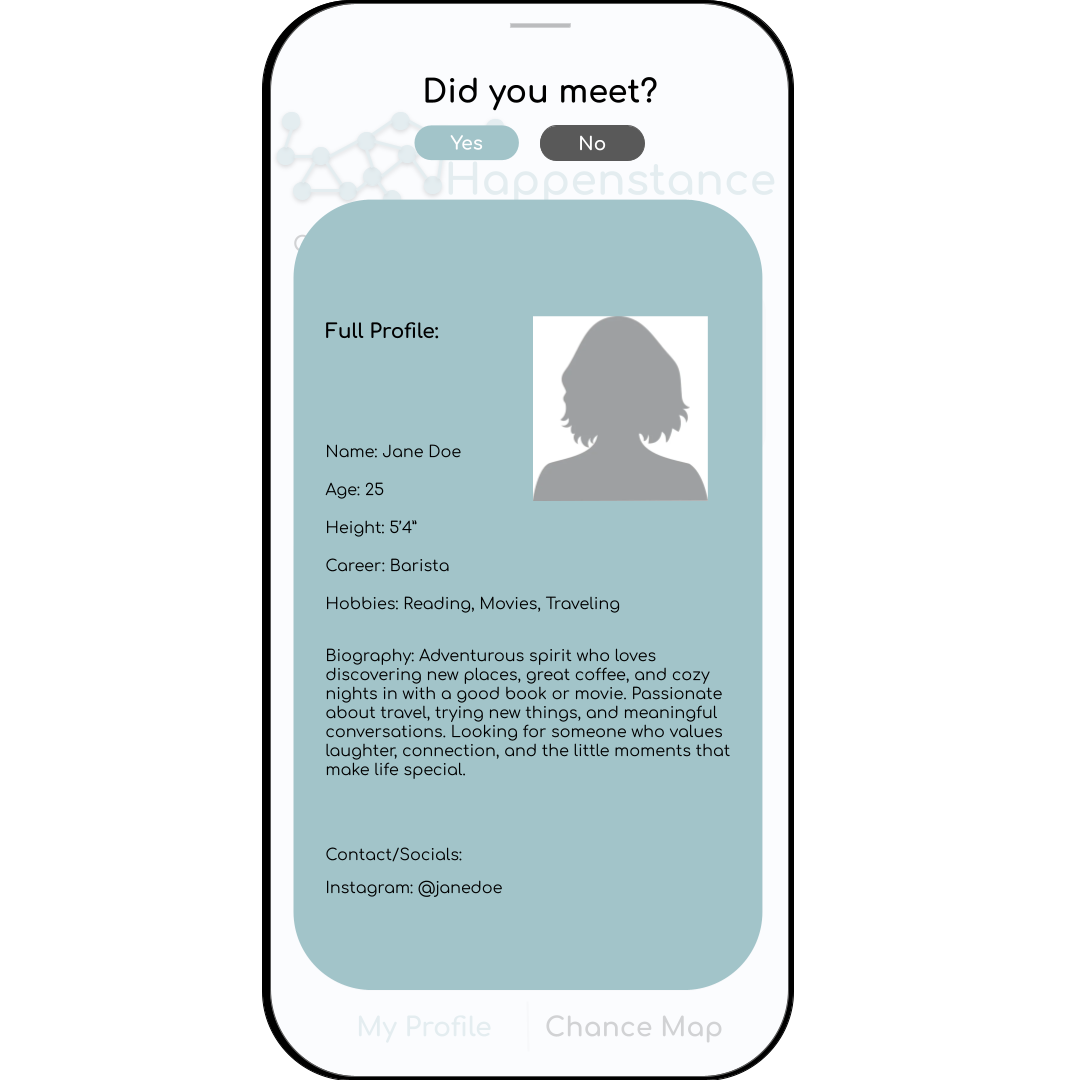 Did you meet?
Yes
No
Happenstance
Full Profile:
Name: Jane Doe
Age: 25
Height: 5’4”
Career: Barista
Hobbies: Reading, Movies, Traveling
Biography: Adventurous spirit who loves
discovering new places, great coffee, and cozy
nights in with a good book or movie. Passionate
about travel, trying new things, and meaningful
conversations. Looking for someone who values
laughter, connection, and the little moments that
make life special.
Contact/Socials:
Instagram: @janedoe
My Profile
Chance Map